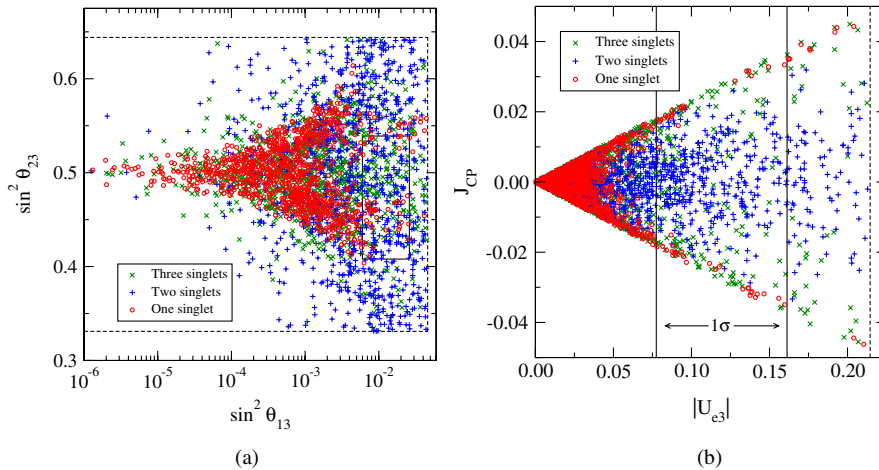 0.6
0.5
0.4
0.3
sin² θ₂₃
Three singlets
Two singlets
One singlet
10⁻⁶
10⁻⁵
10⁻⁴
10⁻³
10⁻²
sin² θ₁₃
(a)
0.04
0.02
0.00
-0.02
-0.04
J_CP
Three singlets
Two singlets
One singlet
1σ
0.00
0.05
0.10
0.15
0.20
|U_e3|
(b)